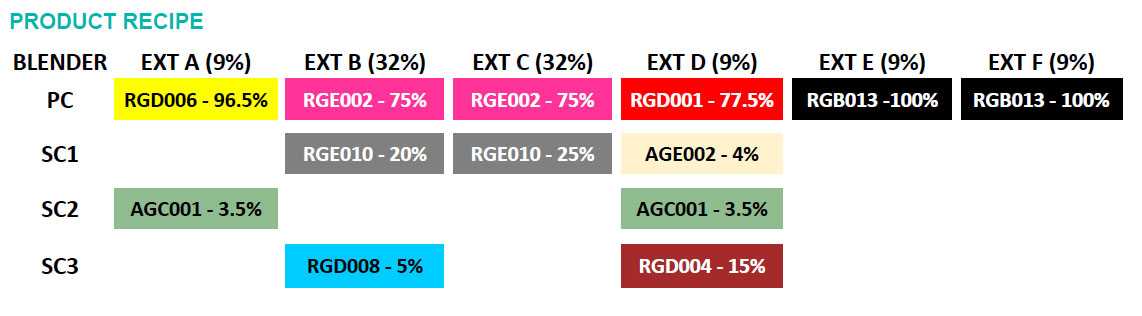 PRODUCT RECIPE
BLENDER EXT A (9%) EXT B (32%) EXT C (32%) EXT D (9%) EXT E (9%) EXT F (9%)
PC RGD006 - 96.5% RGE002 - 75% RGE002 - 75% RGD001 - 77.5% RGB013 -100% RGB013 - 100%
SC1 RGE010 - 20% RGE010 - 25% AGE002 - 4%
SC2 AGC001 - 3.5% AGC001 - 3.5%
SC3 RGD008 - 5% RGD004 - 15%